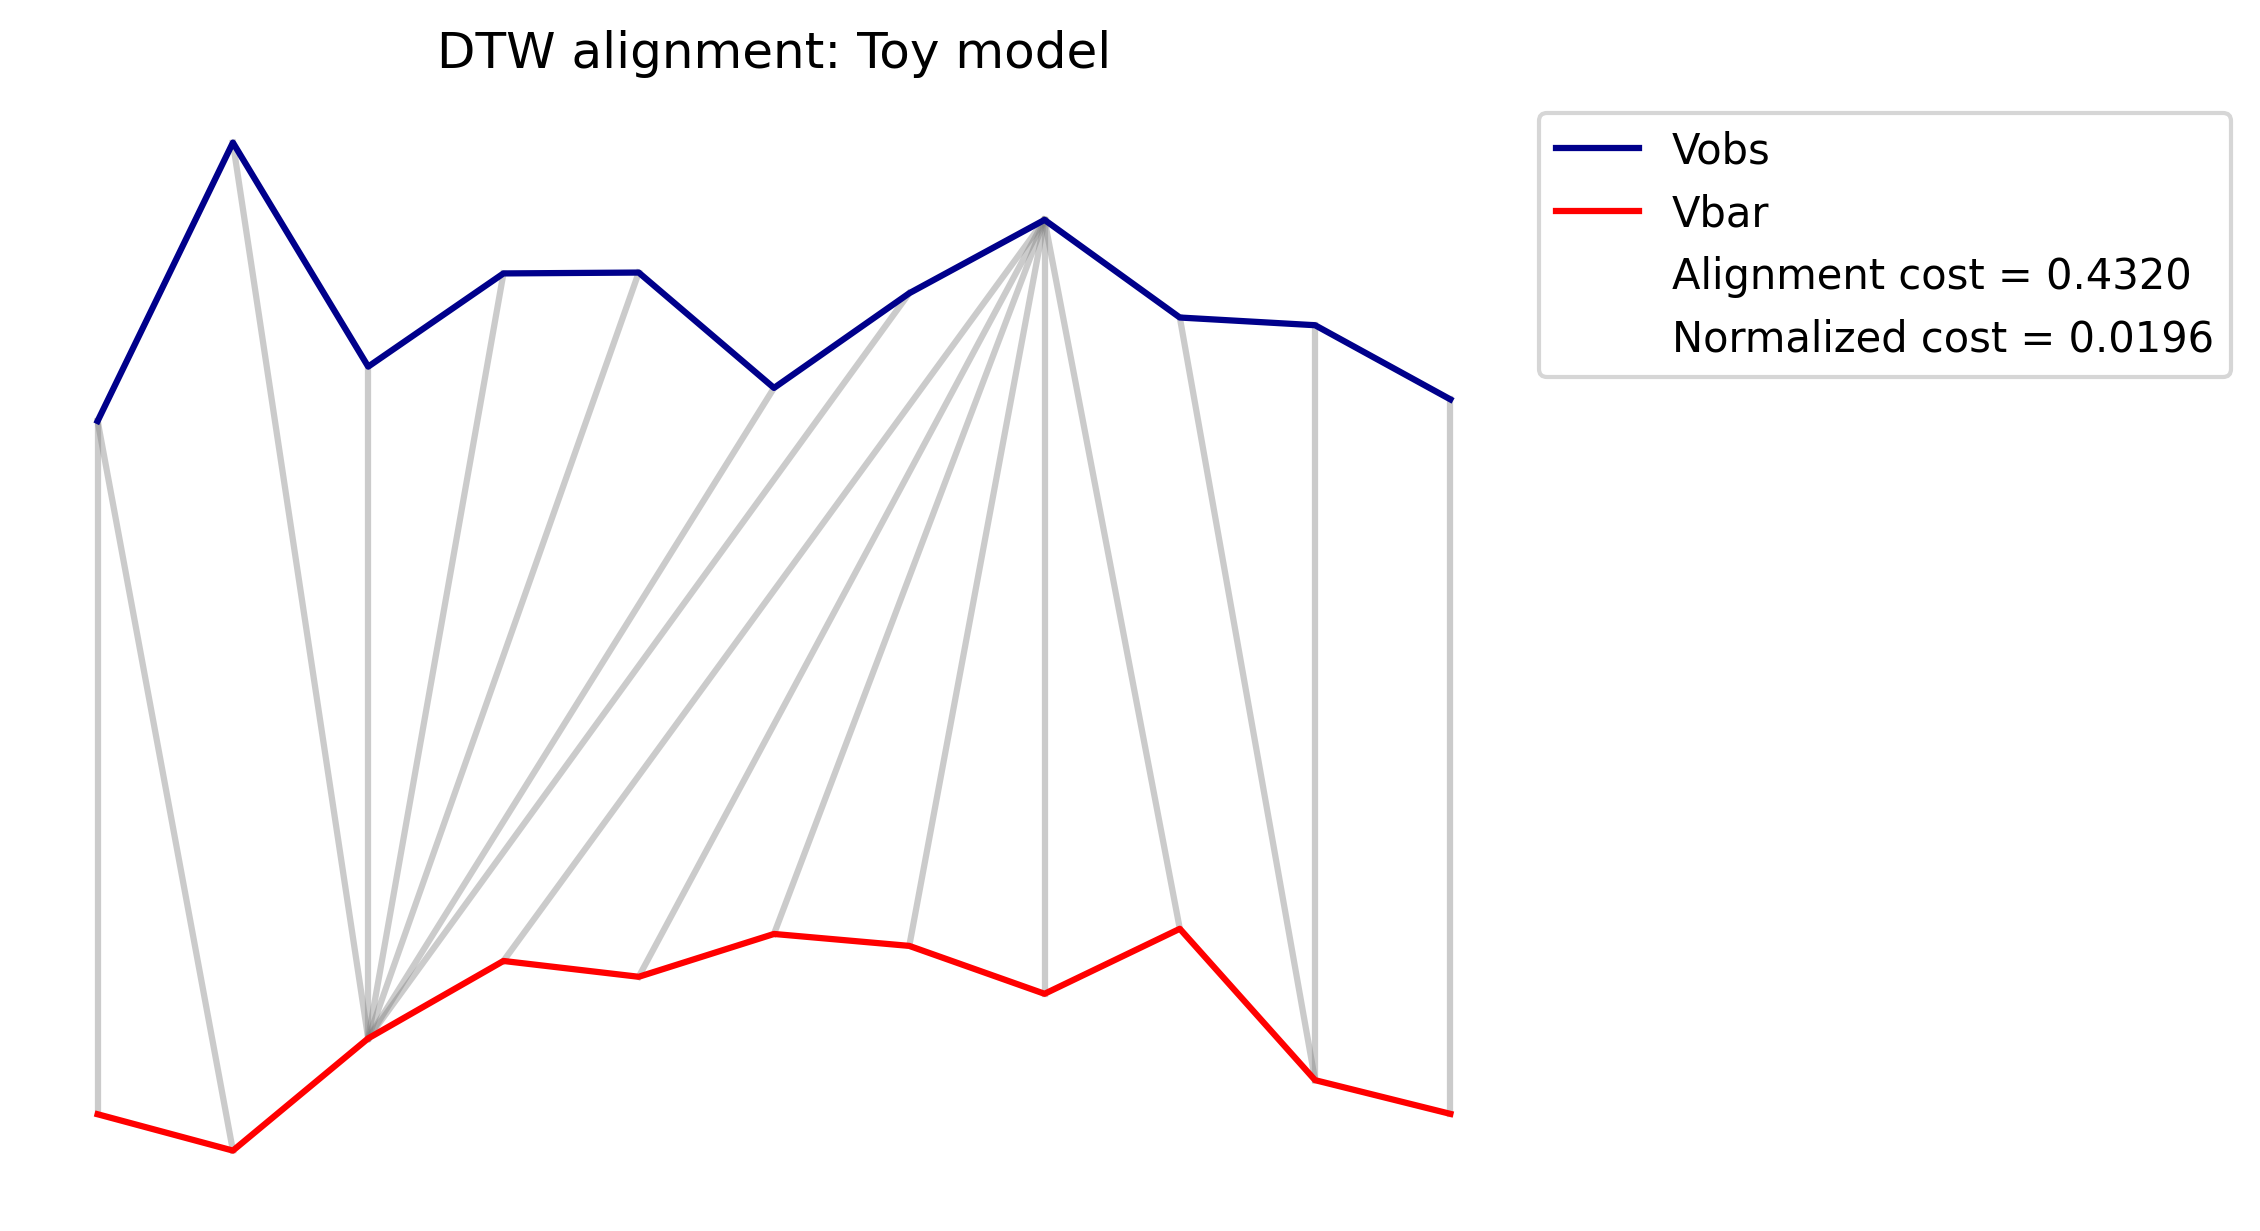 DTW alignment: Toy model
Vobs
Vbar
Alignment cost = 0.4320
Normalized cost = 0.0196